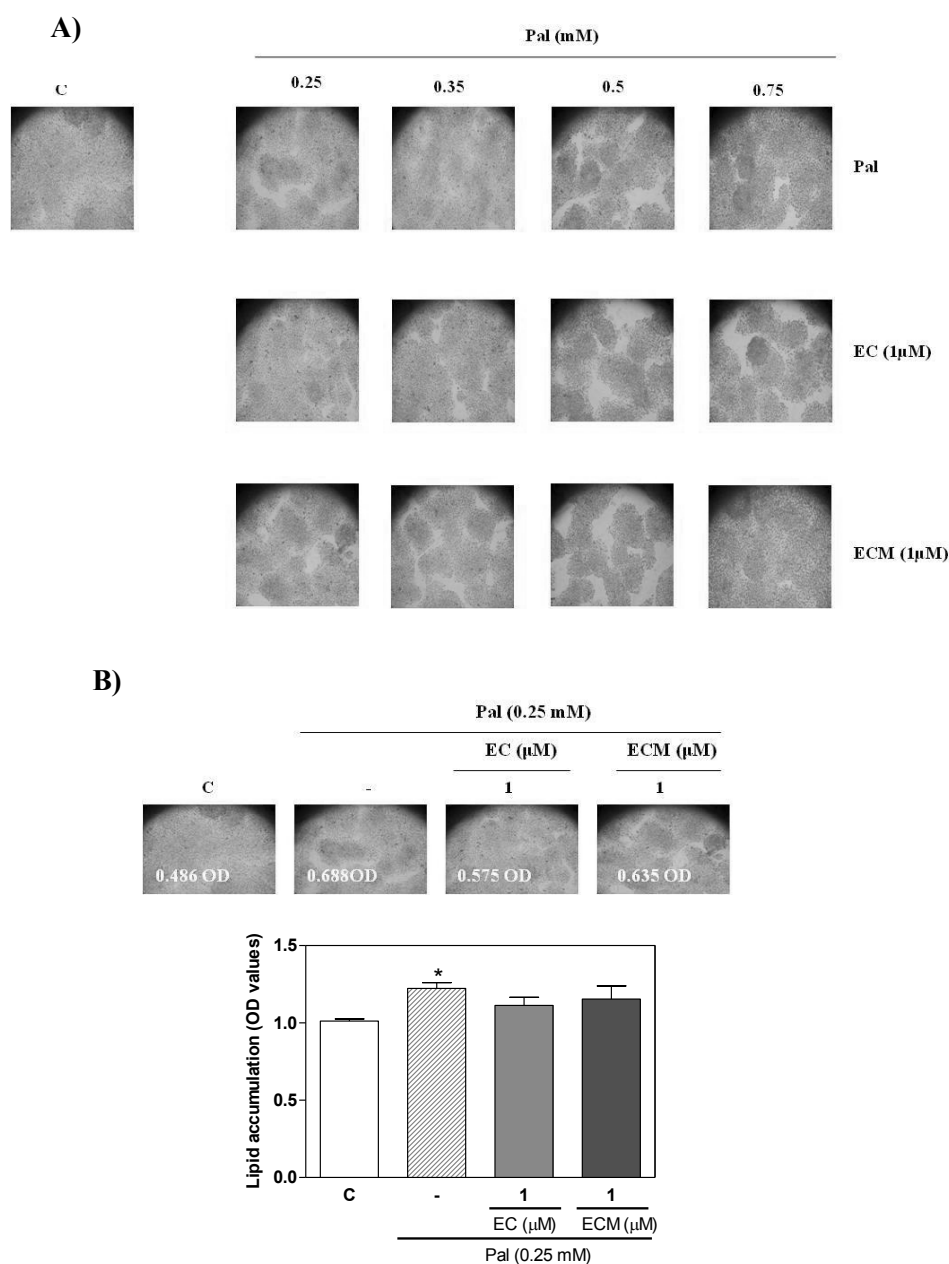 A)
Pal (mM)
C
0.25 0.35 0.5 0.75
Pal
EC (1µM)
ECM (1µM)
B)
Pal (0.25 mM)
EC (µM) ECM (µM)
C - 1 1
0.486 OD 0.688OD 0.575 OD 0.635 OD
Lipid accumulation (OD values)
1.5
*
1.0
0.5
0.0
C - 1 1
EC (µM) ECM (µM)
Pal (0.25 mM)